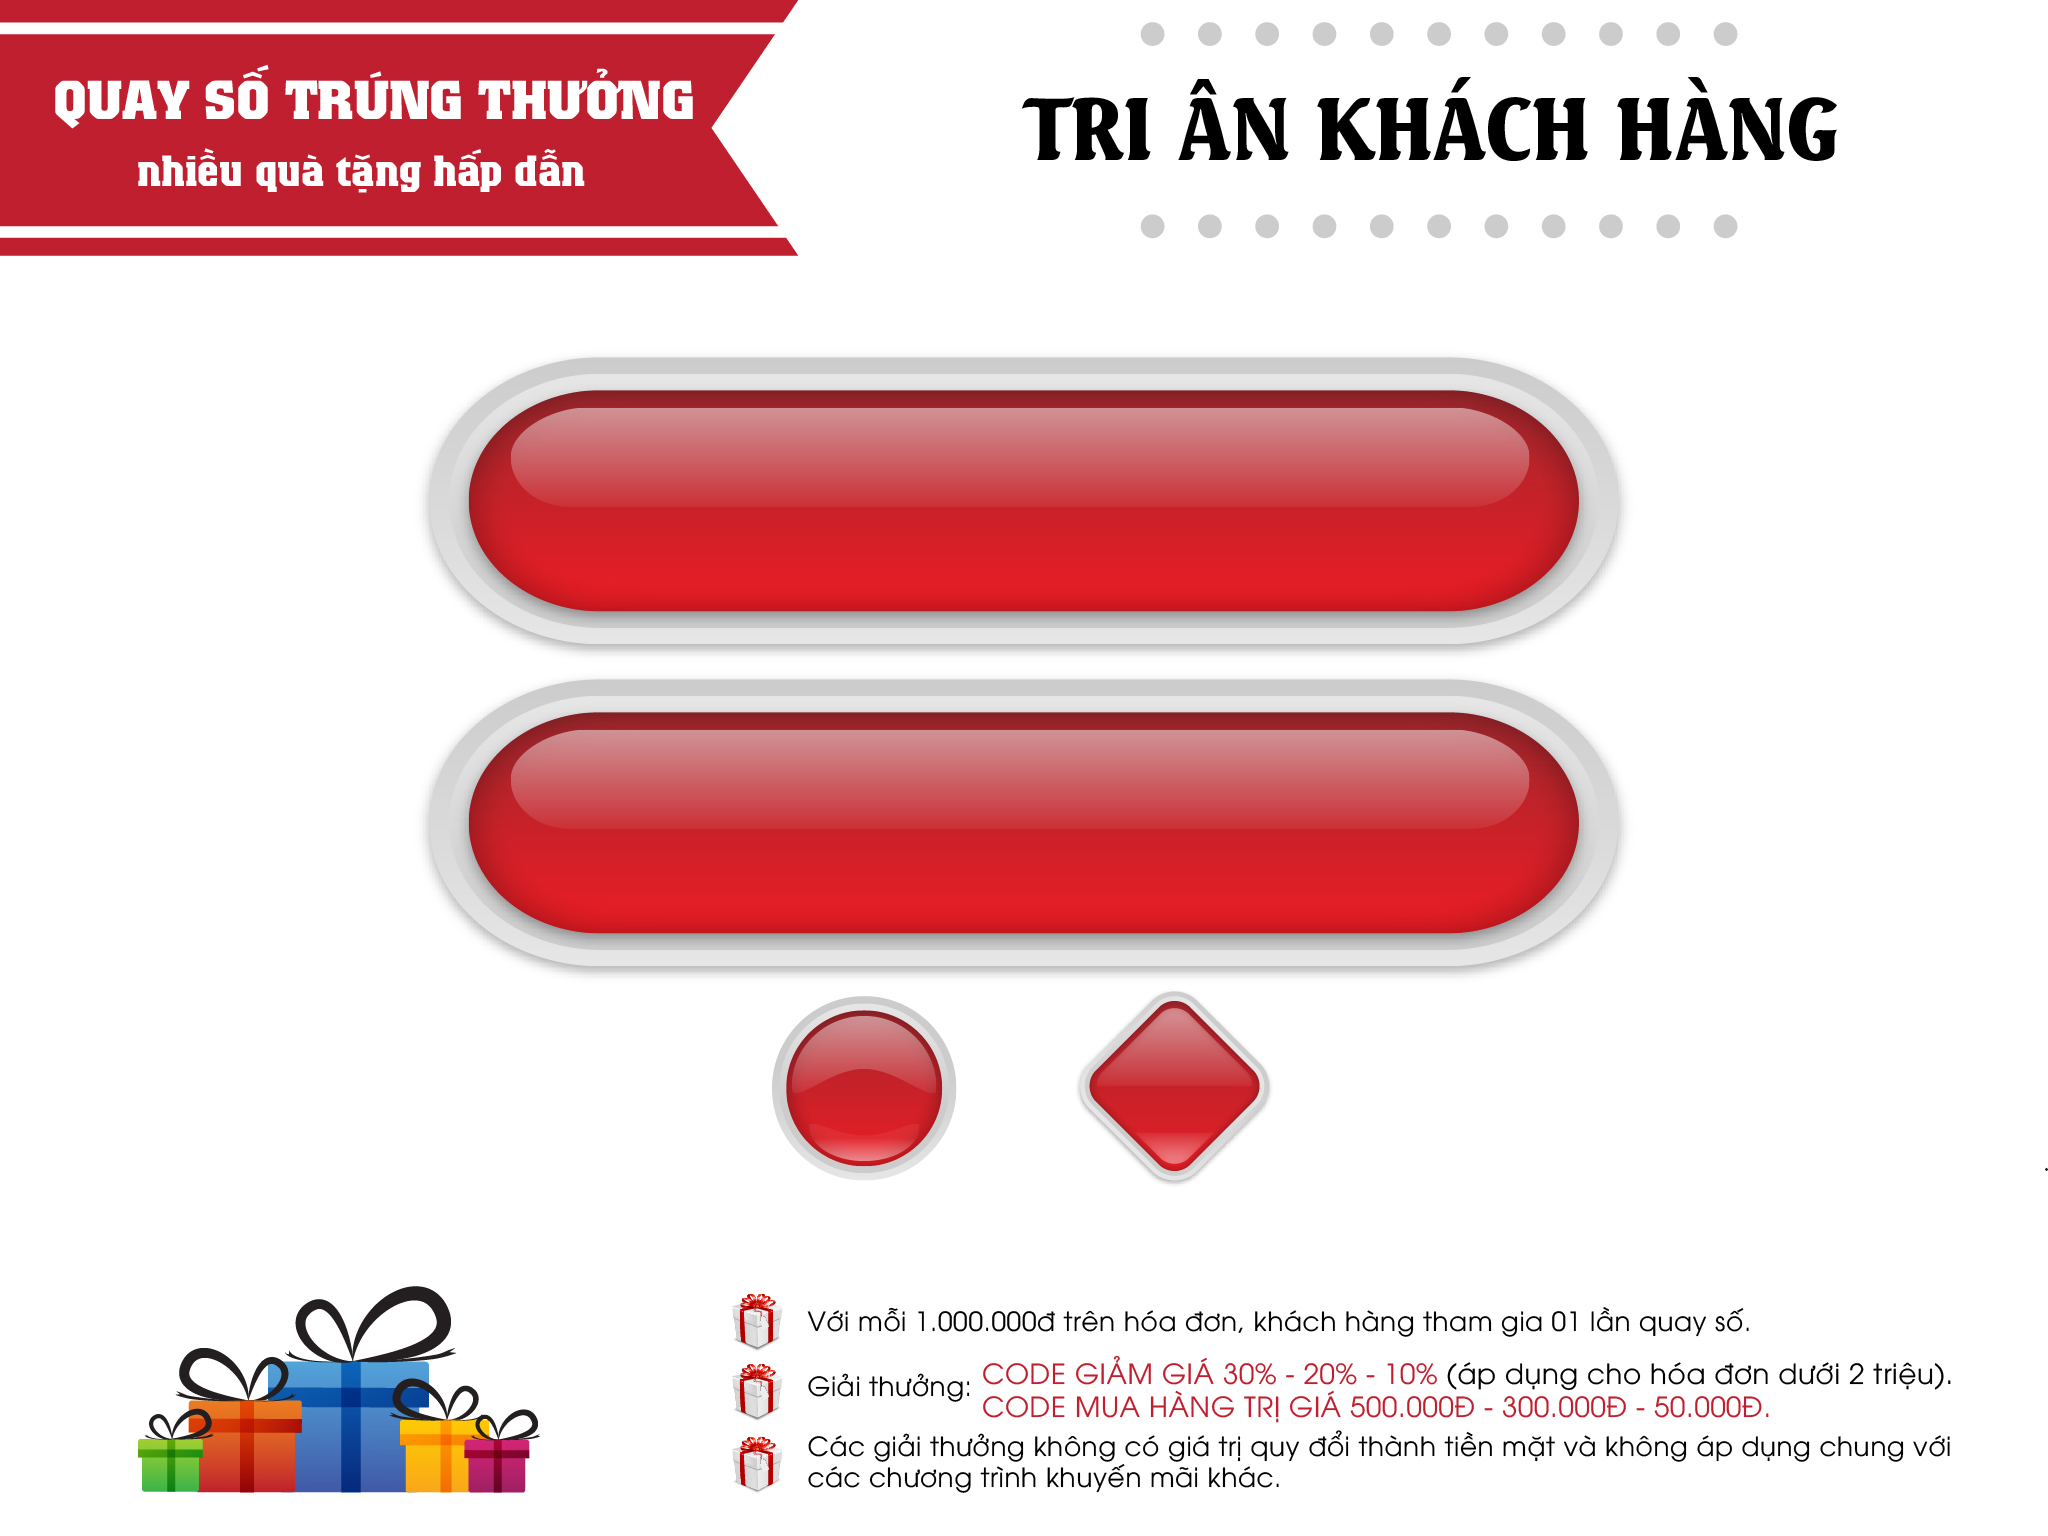 QUAY SỐ TRÚNG THƯỞNG
nhiều quà tặng hấp dẫn
TRI ÂN KHÁCH HÀNG
Với mỗi 1.000.000đ trên hóa đơn, khách hàng tham gia 01 lần quay số.
Giải thưởng: CODE GIẢM GIÁ 30% - 20% - 10% (áp dụng cho hóa đơn dưới 2 triệu).
CODE MUA HÀNG TRỊ GIÁ 500.000Đ - 300.000Đ - 50.000Đ.
Các giải thưởng không có giá trị quy đổi thành tiền mặt và không áp dụng chung với
các chương trình khuyến mãi khác.